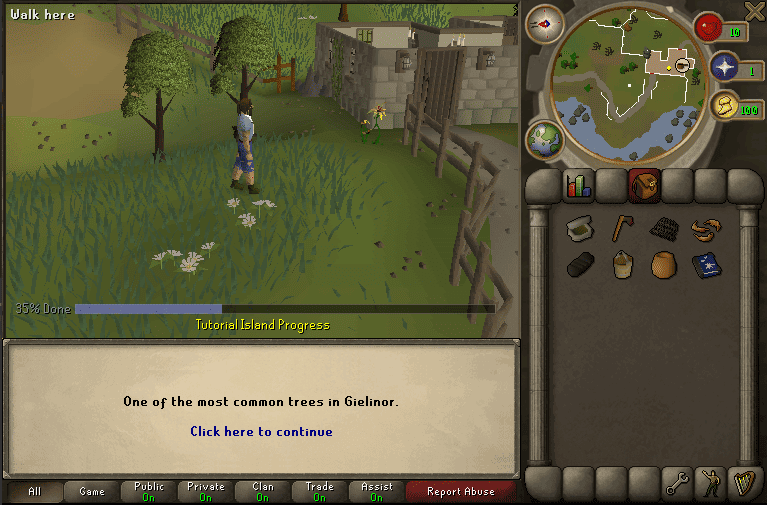 Walk here
10
1
100
35% Done
Tutorial Island Progress
One of the most common trees in Gielinor.
Click here to continue
All
Game
Public
On
Private
On
Clan
On
Trade
On
Assist
On
Report Abuse